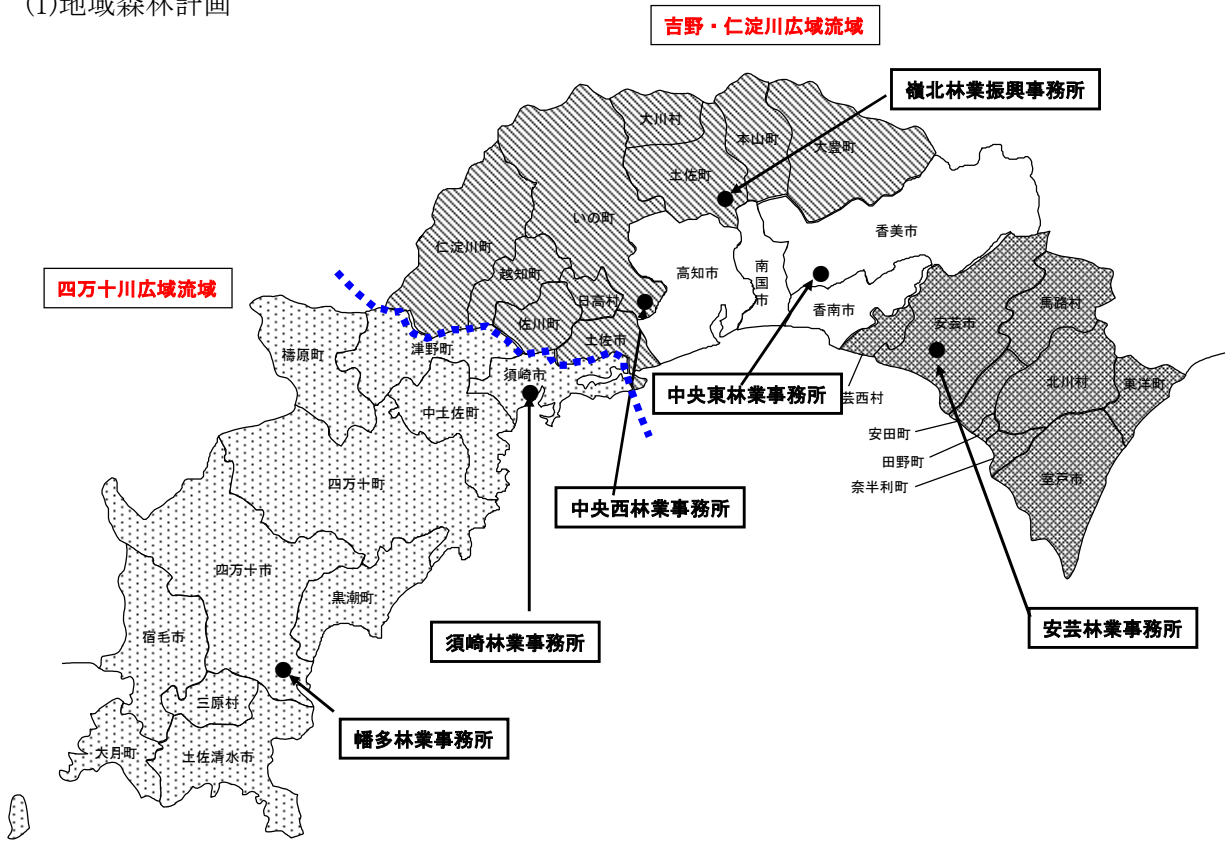 (1)地域森林計画
吉野・仁淀川広域流域
嶺北林業振興事務所
大川村
本山町
大豊町
土佐町
いの町
香美市
仁淀川町
越知町
高知市
南国市
四万十川広域流域
日高村
香南市
安芸市
馬路村
佐川町
土佐市
津野町
梼原町
須崎市
北川村
東洋町
中央東林業事務所
芸西村
中土佐町
安田町
田野町
室戸市
四万十町
奈半利町
中央西林業事務所
四万十市
黒潮町
宿毛市
須崎林業事務所
安芸林業事務所
三原村
幡多林業事務所
大月町
土佐清水市